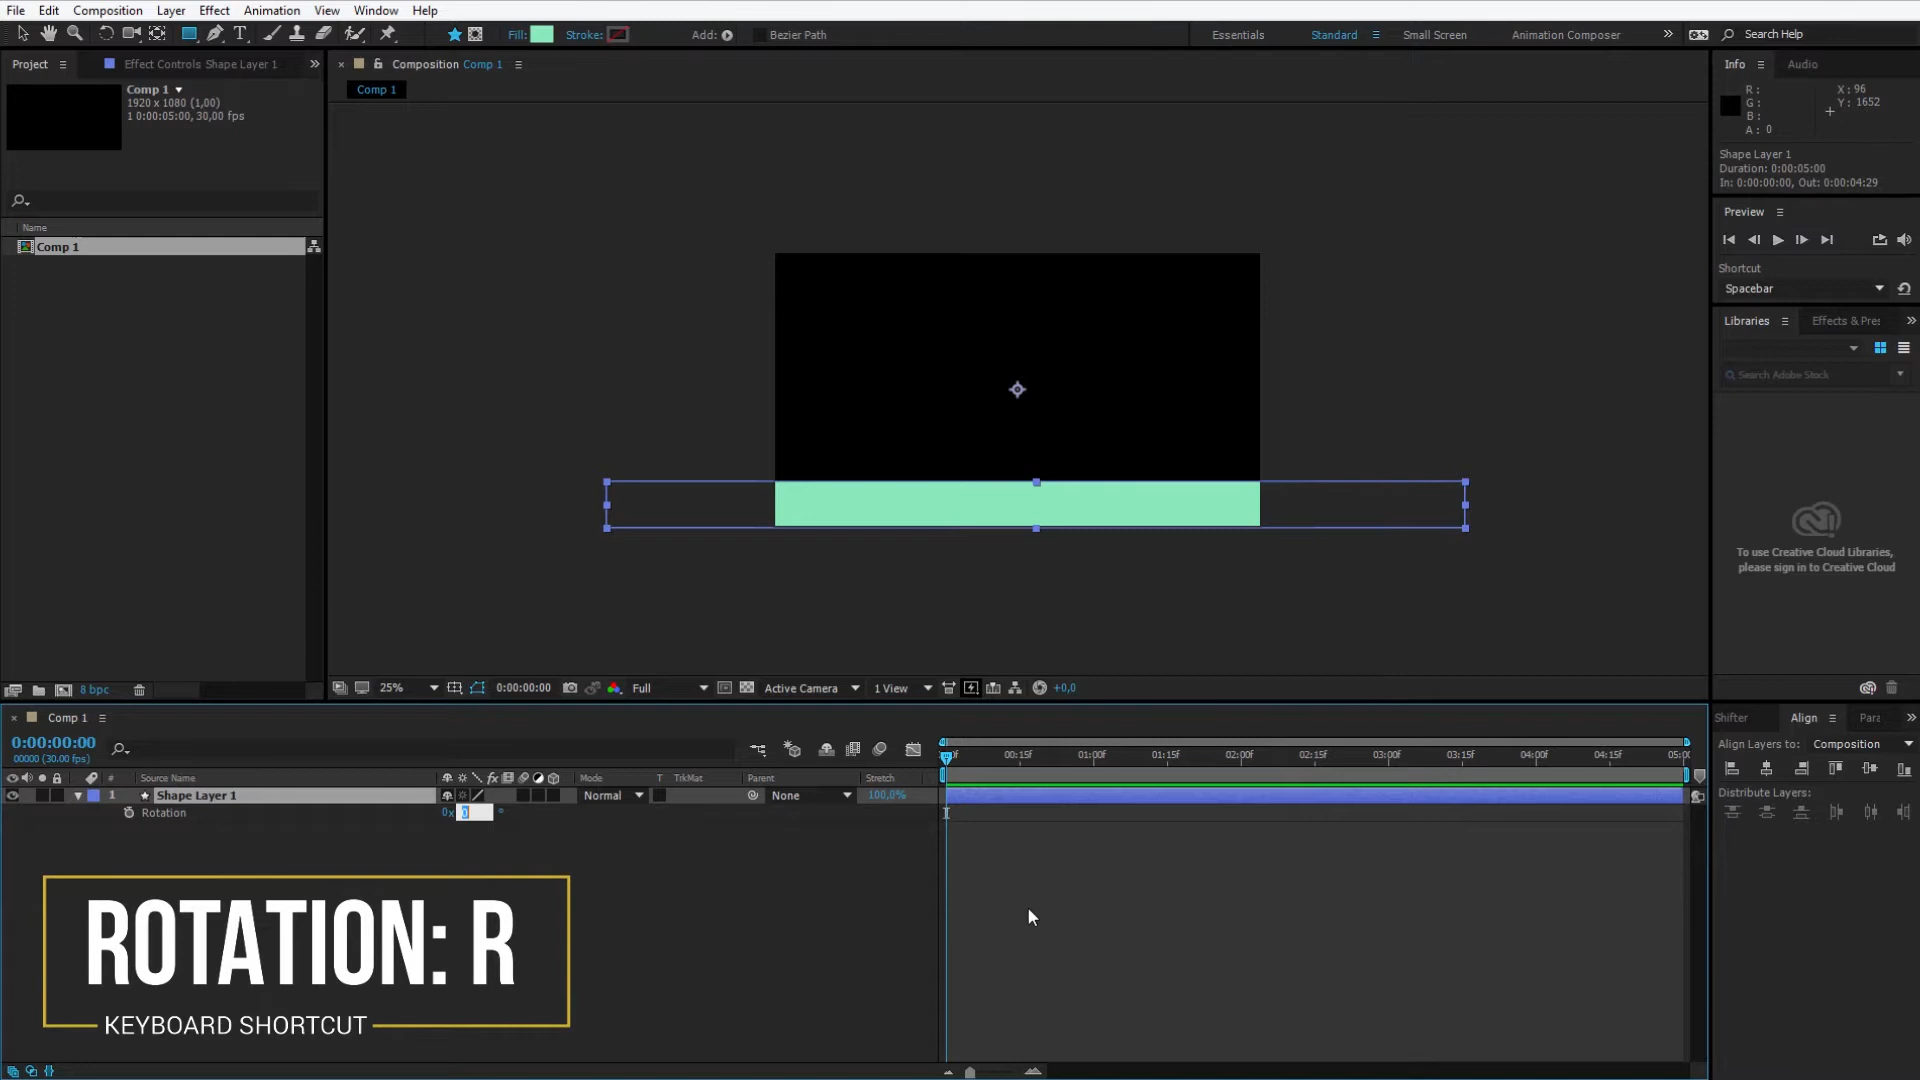 File Edit Composition Layer Effect Animation View Window Help
Fill: Stroke: Add: Bezier Path Essentials Standard Small Screen Animation Composer Search Help
Project Effect Controls Shape Layer 1
Comp 1
1920 x 1080 (1,00)
1 0:00:05:00, 30,00 fps
Name
Comp 1
8 bpc
Composition Comp 1
Comp 1
25% 0:00:00:00 Full Active Camera 1 View +0,0
Info Audio
R: X: 96
G: Y: 1652
B:
A: 0
Shape Layer 1
Duration: 0:00:05:00
In: 0:00:00:00, Out: 0:00:04:29
Preview
Shortcut
Spacebar
Libraries Effects & Pre
Search Adobe Stock
To use Creative Cloud Libraries,
please sign in to Creative Cloud
Comp 1
0:00:00:00
00000 (30.00 fps)
00:15f 01:00f 01:15f 02:00f 02:15f 03:00f 03:15f 04:00f 04:15f 05:00
# Source Name Mode T TrkMat Parent Stretch
1 Shape Layer 1 Normal None 100,0%
Rotation 0x 0 °
Shifter Align Para
Align Layers to: Composition
Distribute Layers:
ROTATION: R
KEYBOARD SHORTCUT